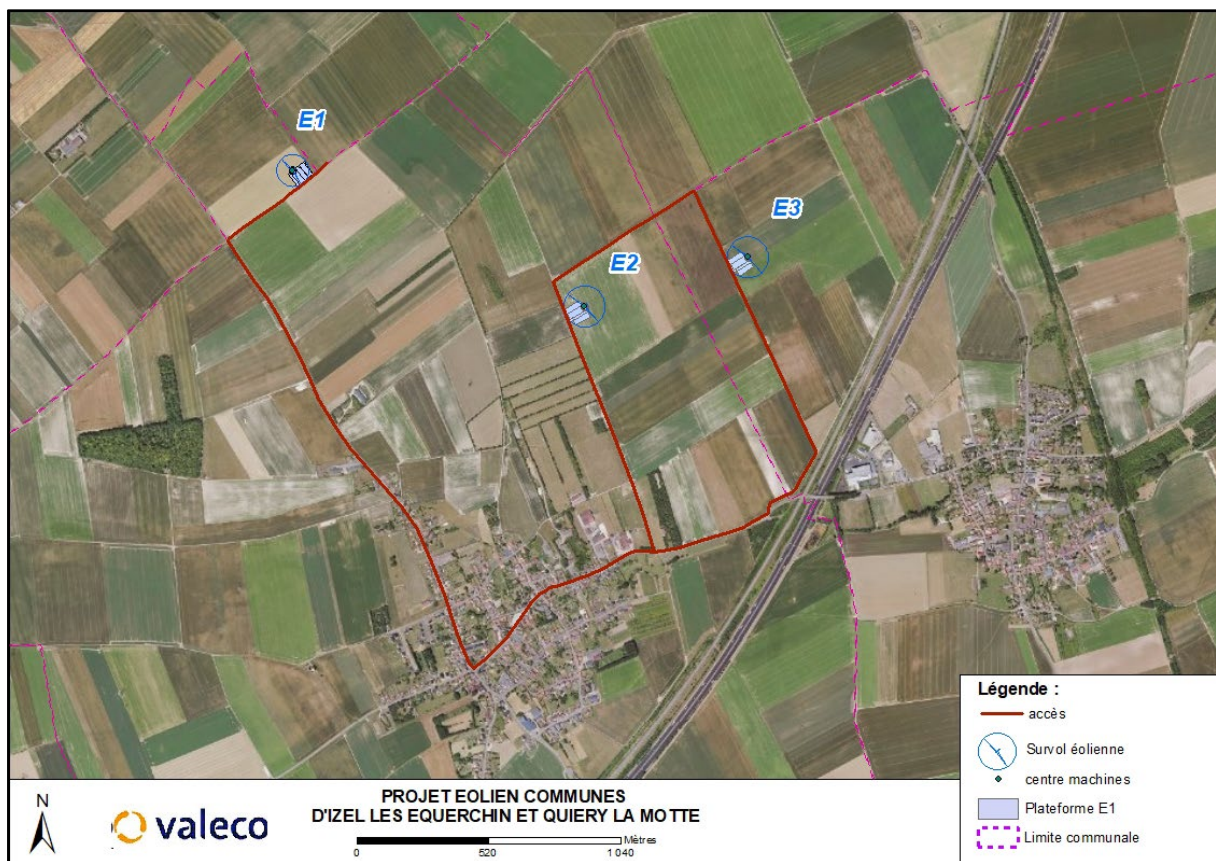 E1
E3
E2
Légende :
accès
Survol éolienne
centre machines
Plateforme E1
Limite communale
N
valeco
PROJET EOLIEN COMMUNES
D'IZEL LES EQUERCHIN ET QUIERY LA MOTTE
Mètres
0 520 1 040